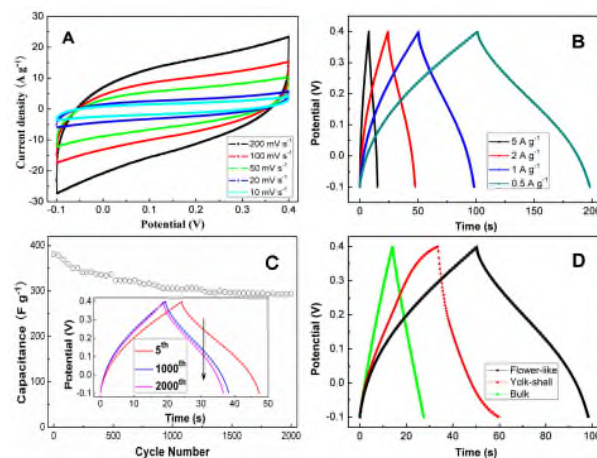 A
Current density (A g⁻¹)
30
20
10
0
-10
-20
-30
200 mV s⁻¹
100 mV s⁻¹
50 mV s⁻¹
20 mV s⁻¹
10 mV s⁻¹
-0.1 0.0 0.1 0.2 0.3 0.4
Potential (V)
B
Potential (V)
0.4
0.3
0.2
0.1
0.0
-0.1
5 A g⁻¹
2 A g⁻¹
1 A g⁻¹
0.5 A g⁻¹
0 50 100 150 200
Time (s)
C
Capacitance (F g⁻¹)
400
300
200
100
0
Potential (V)
0.4
0.3
0.2
0.1
0.0
-0.1
5th
1000th
2000th
0 10 20 30 40 50
Time (s)
0 500 1000 1500 2000
Cycle Number
D
Potential (V)
0.4
0.3
0.2
0.1
0.0
-0.1
Flower-like
Yolk-shall
Bulk
0 20 40 60 80 100
Time (s)